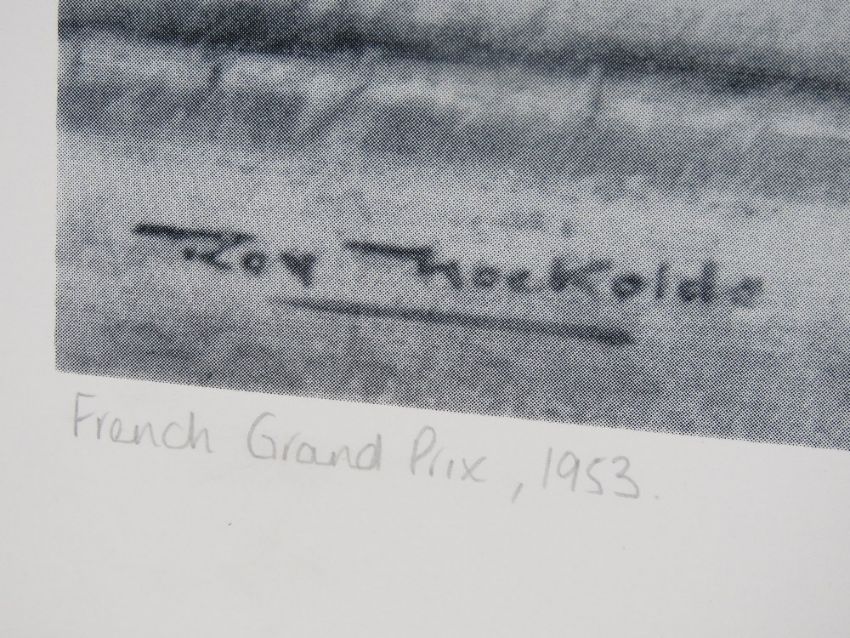 Roy Nockolds
French Grand Prix, 1953.